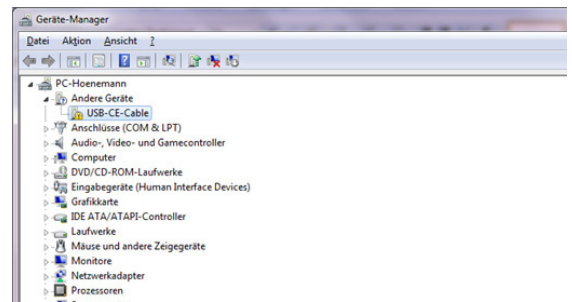 Geräte-Manager
Datei Aktion Ansicht ?
PC-Hoenemann
Andere Geräte
USB-CE-Cable
Anschlüsse (COM & LPT)
Audio-, Video- und Gamecontroller
Computer
DVD/CD-ROM-Laufwerke
Eingabegeräte (Human Interface Devices)
Grafikkarte
IDE ATA/ATAPI-Controller
Laufwerke
Mäuse und andere Zeigegeräte
Monitore
Netzwerkadapter
Prozessoren